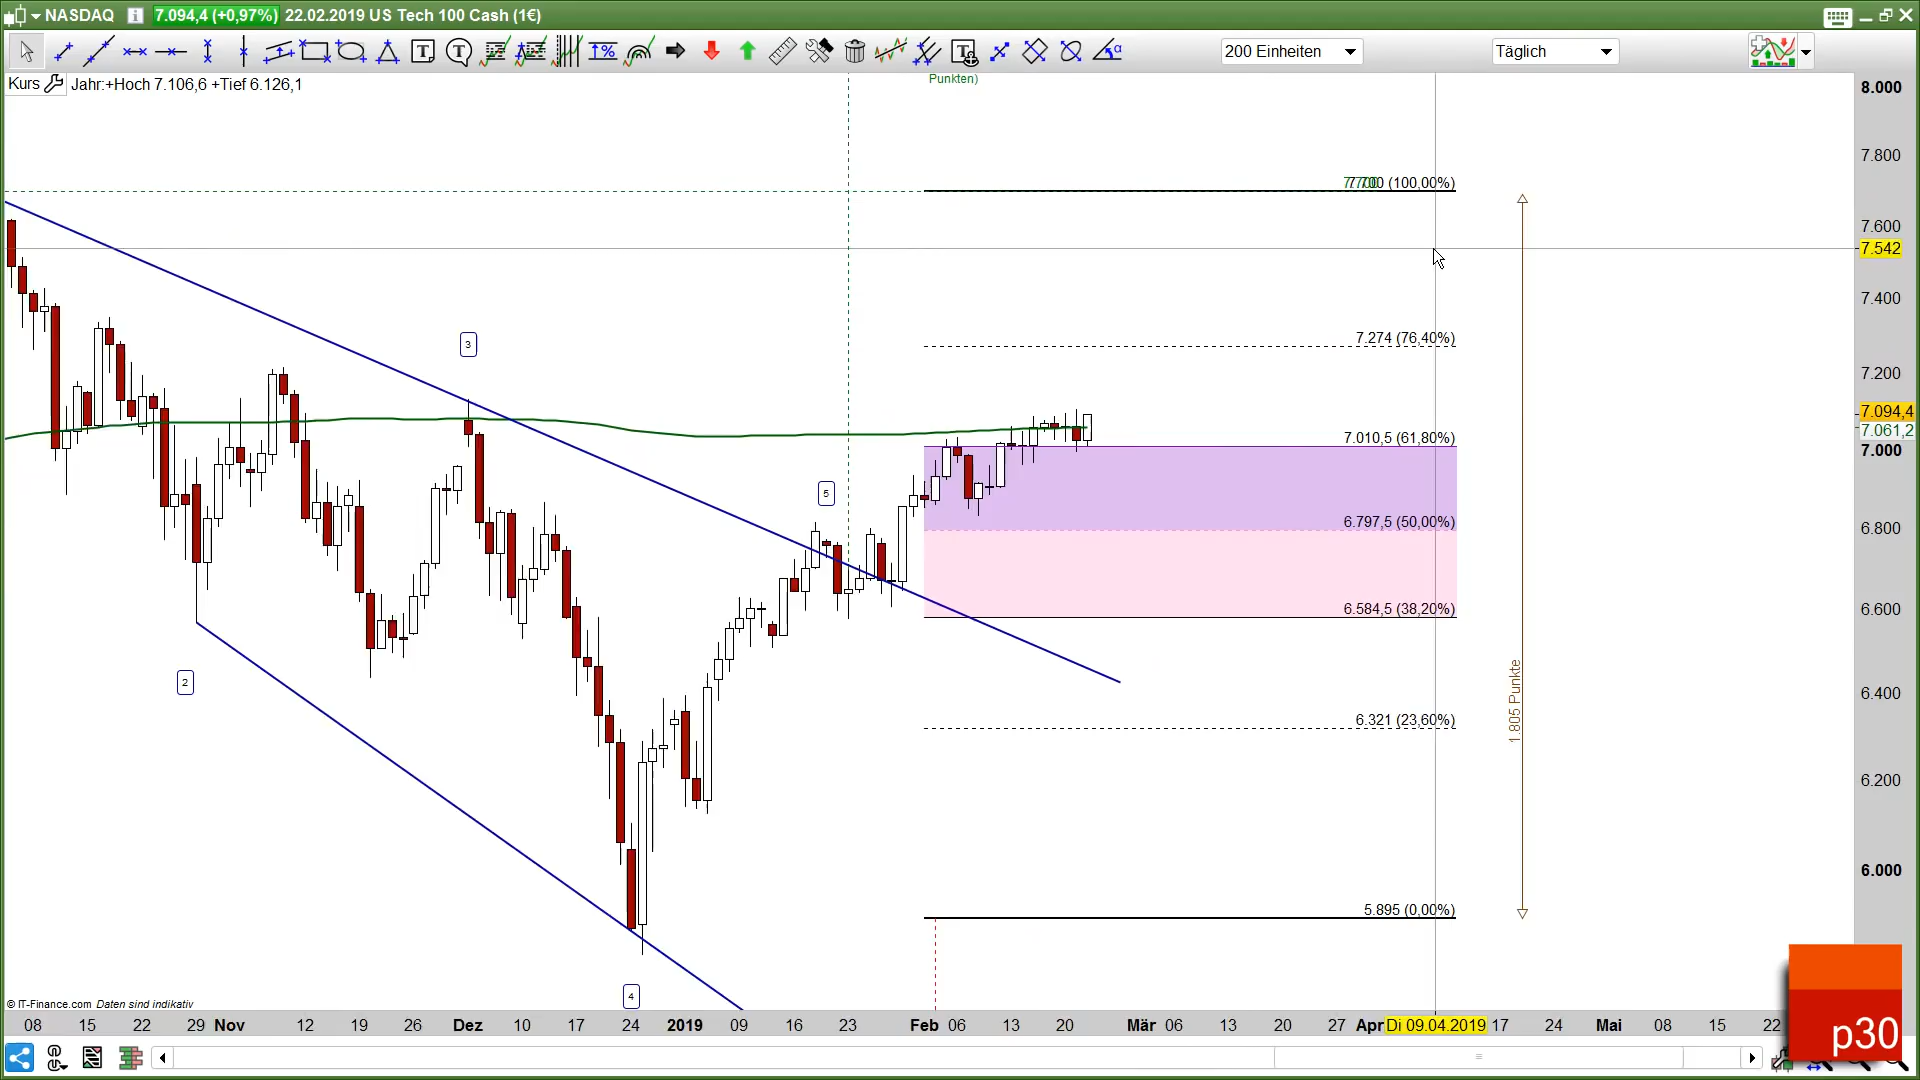 NASDAQ 7.094,4 (+0,97%) 22.02.2019 US Tech 100 Cash (1€)
200 Einheiten
Täglich
Kurs Jahr:+Hoch 7.106,6 +Tief 6.126,1
Punkten)
8.000
7.800
7.700 (100,00%)
7.600
7.542
7.400
3
7.274 (76,40%)
7.200
7.094,4
7.061,2
7.010,5 (61,80%)
7.000
5
6.797,5 (50,00%)
6.800
6.584,5 (38,20%)
6.600
2
6.400
1.805 Punkte
6.321 (23,60%)
6.200
6.000
5.895 (0,00%)
4
© IT-Finance.com Daten sind indikativ
08 15 22 29 Nov 12 19 26 Dez 10 17 24 2019 09 16 23 Feb 06 13 20 Mär 06 13 20 27 Apr Di 09.04.2019 17 24 Mai 08 15 22
p30